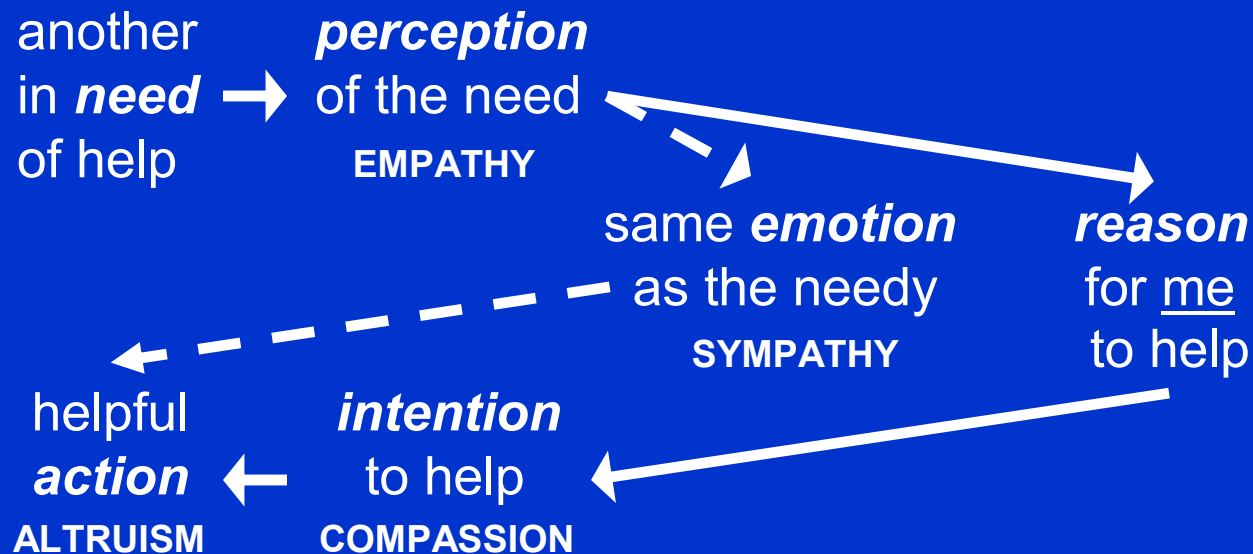 another
in need
of help
perception
of the need
EMPATHY
same emotion
as the needy
SYMPATHY
reason
for me
to help
helpful
action
ALTRUISM
intention
to help
COMPASSION